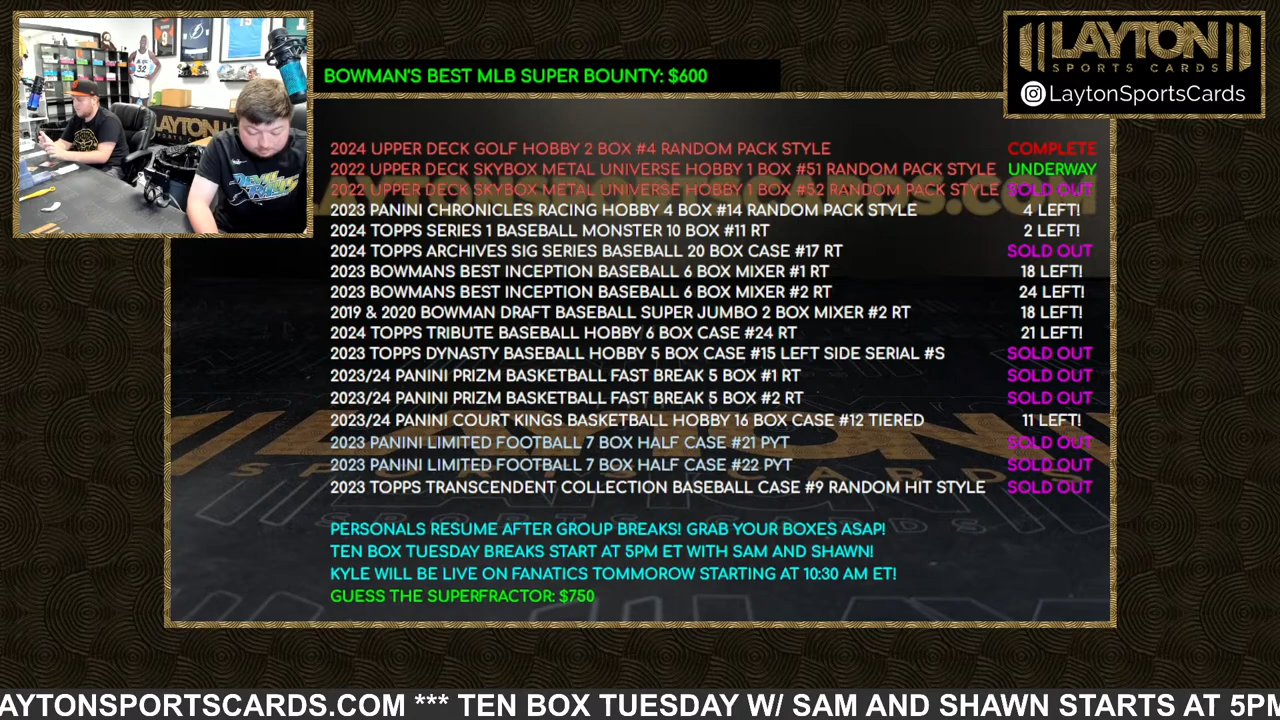 BOWMAN'S BEST MLB SUPER BOUNTY: $600
LAYTON
SPORTS CARDS
LaytonSportsCards
2024 UPPER DECK GOLF HOBBY 2 BOX #4 RANDOM PACK STYLE COMPLETE
2022 UPPER DECK SKYBOX METAL UNIVERSE HOBBY 1 BOX #51 RANDOM PACK STYLE UNDERWAY
2022 UPPER DECK SKYBOX METAL UNIVERSE HOBBY 1 BOX #52 RANDOM PACK STYLE SOLD OUT
2023 PANINI CHRONICLES RACING HOBBY 4 BOX #14 RANDOM PACK STYLE 4 LEFT!
2024 TOPPS SERIES 1 BASEBALL MONSTER 10 BOX #11 RT 2 LEFT!
2024 TOPPS ARCHIVES SIG SERIES BASEBALL 20 BOX CASE #17 RT SOLD OUT
2023 BOWMANS BEST INCEPTION BASEBALL 6 BOX MIXER #1 RT 18 LEFT!
2023 BOWMANS BEST INCEPTION BASEBALL 6 BOX MIXER #2 RT 24 LEFT!
2019 & 2020 BOWMAN DRAFT BASEBALL SUPER JUMBO 2 BOX MIXER #2 RT 18 LEFT!
2024 TOPPS TRIBUTE BASEBALL HOBBY 6 BOX CASE #24 RT 21 LEFT!
2023 TOPPS DYNASTY BASEBALL HOBBY 5 BOX CASE #15 LEFT SIDE SERIAL #S SOLD OUT
2023/24 PANINI PRIZM BASKETBALL FAST BREAK 5 BOX #1 RT SOLD OUT
2023/24 PANINI PRIZM BASKETBALL FAST BREAK 5 BOX #2 RT SOLD OUT
2023/24 PANINI COURT KINGS BASKETBALL HOBBY 16 BOX CASE #12 TIERED 11 LEFT!
2023 PANINI LIMITED FOOTBALL 7 BOX HALF CASE #21 PYT SOLD OUT
2023 PANINI LIMITED FOOTBALL 7 BOX HALF CASE #22 PYT SOLD OUT
2023 TOPPS TRANSCENDENT COLLECTION BASEBALL CASE #9 RANDOM HIT STYLE SOLD OUT
PERSONALS RESUME AFTER GROUP BREAKS! GRAB YOUR BOXES ASAP!
TEN BOX TUESDAY BREAKS START AT 5PM ET WITH SAM AND SHAWN!
KYLE WILL BE LIVE ON FANATICS TOMMOROW STARTING AT 10:30 AM ET!
GUESS THE SUPERFRACTOR: $750
AYTONSPORTSCARDS.COM *** TEN BOX TUESDAY W/ SAM AND SHAWN STARTS AT 5PM